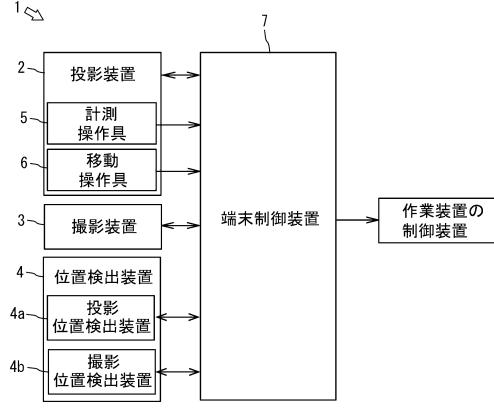 1
7
2
投影装置
5
計測
操作具
6
移動
操作具
3
撮影装置
端末制御装置
作業装置の
制御装置
4
位置検出装置
4a
投影
位置検出装置
4b
撮影
位置検出装置